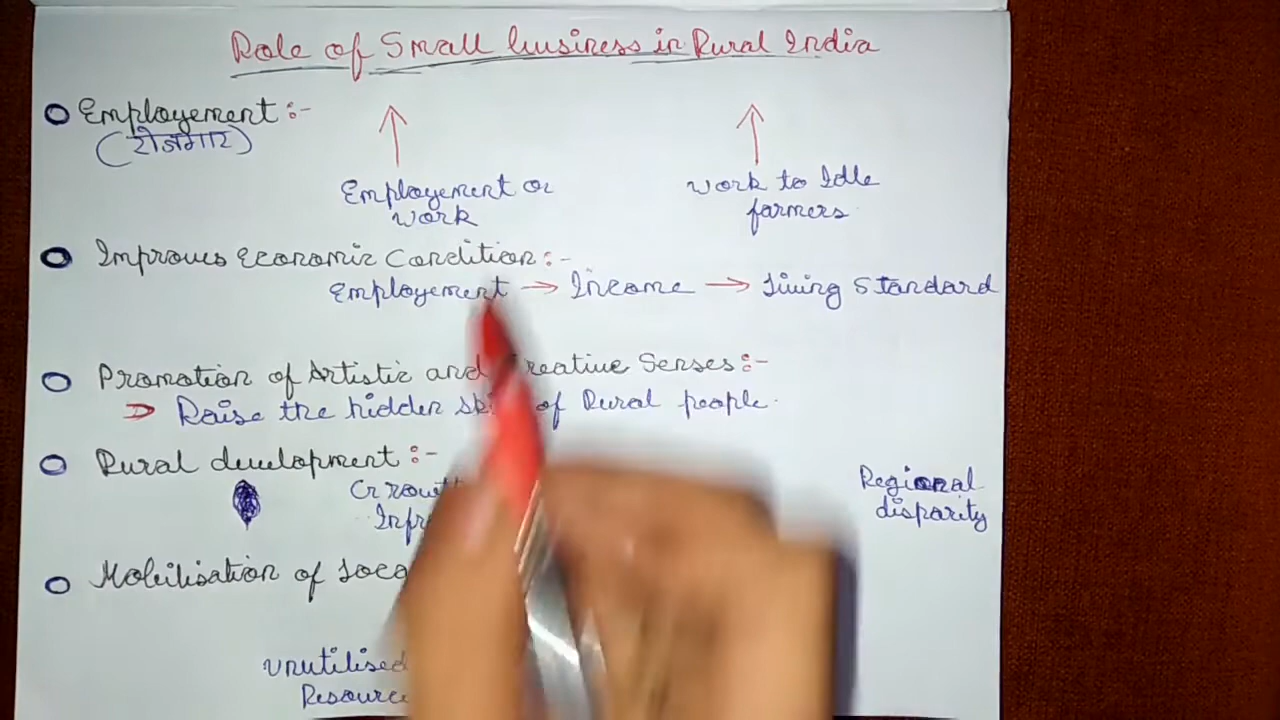 Role of Small business in Rural India
Employement :-
(रोजगार)
Employement or
work
work to Idle
farmers
Improves Economic Condition :-
Employement → Income → Living Standard
Promotion of Artistic and Creative Senses :-
⇒ Raise the hidden of Rural people.
Rural development :-
Regional
disparity
Mobilisation of
Unutilised